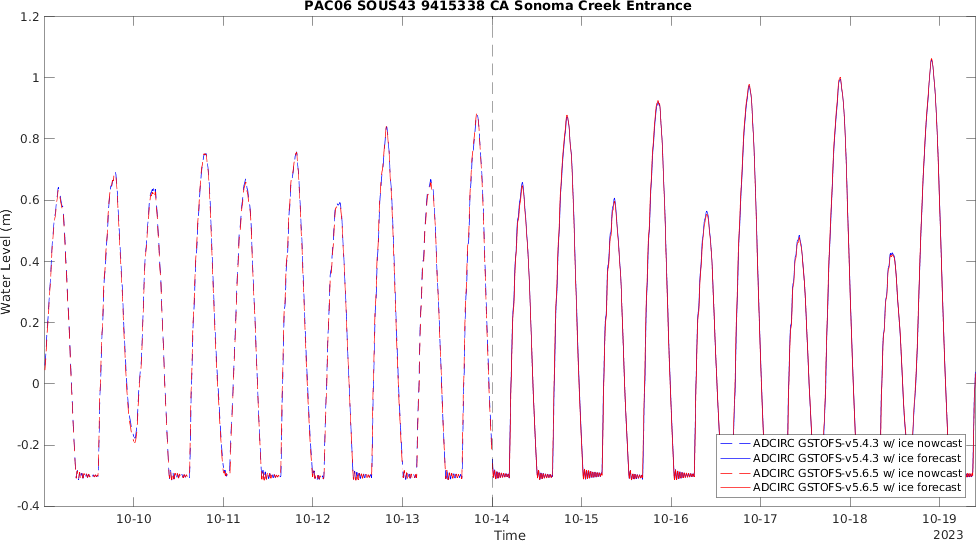 PAC06 SOUS43 9415338 CA Sonoma Creek Entrance
1.2
1
0.8
0.6
0.4
0.2
0
-0.2
-0.4
Water Level (m)
ADCIRC GSTOFS-v5.4.3 w/ ice nowcast
ADCIRC GSTOFS-v5.4.3 w/ ice forecast
ADCIRC GSTOFS-v5.6.5 w/ ice nowcast
ADCIRC GSTOFS-v5.6.5 w/ ice forecast
10-10 10-11 10-12 10-13 10-14 10-15 10-16 10-17 10-18 10-19
Time 2023